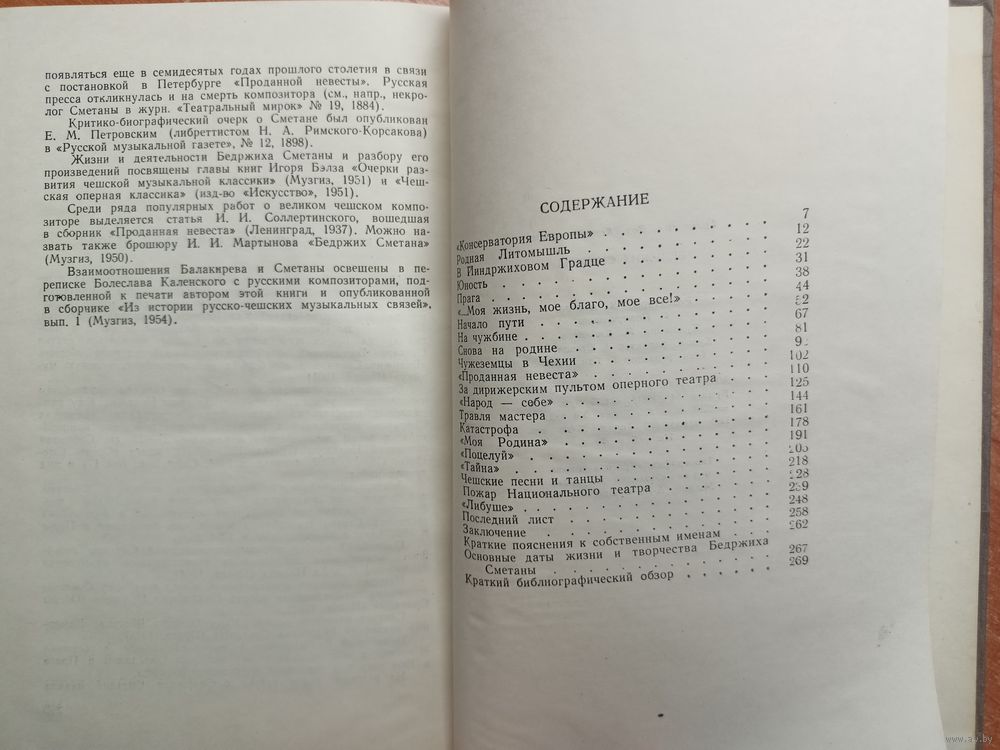 появляться еще в семидесятых годах прошлого столетия в связи
с постановкой в Петербурге «Проданной невесты». Русская
пресса откликнулась и на смерть композитора (см., напр., некро-
лог Сметаны в журн. «Театральный мирок» № 19, 1884).
Критико-биографический очерк о Сметане был опубликован
Е. М. Петровским (либреттистом Н. А. Римского-Корсакова)
в «Русской музыкальной газете», № 12, 1898).
Жизни и деятельности Бедржиха Сметаны и разбору его
произведений посвящены главы книг Игоря Бэлза «Очерки раз-
вития чешской музыкальной классики» (Музгиз, 1951) и «Чеш-
ская оперная классика» (изд-во «Искусство», 1951).
Среди ряда популярных работ о великом чешском компо-
зиторе выделяется статья И. И. Соллертинского, вошедшая
в сборник «Проданная невеста» (Ленинград, 1937). Можно на-
звать также брошюру И. И. Мартынова «Бедржих Сметана»
(Музгиз, 1950).
Взаимоотношения Балакирева и Сметаны освещены в пе-
реписке Болеслава Каленского с русскими композиторами, под-
готовленной к печати автором этой книги и опубликованной
в сборнике «Из истории русско-чешских музыкальных связей»,
вып. 1 (Музгиз, 1954).
СОДЕРЖАНИЕ
«Консерватория Европы» . . . . . . . 7
Родная Литомышль . . . . . . . 12
В Йиндржиховом Градце . . . . . . . 22
Юность . . . . . . . 31
Прага . . . . . . . 38
«...Моя жизнь, мое благо, мое все!» . . . . 44
Начало пути . . . . . . . 52
На чужбине . . . . . . . 67
Снова на родине . . . . . . . 81
Чужеземцы в Чехии . . . . . . .
«Проданная невеста» . . . . . . . 102
За дирижерским пультом оперного театра . . . 110
«Народ — себе» . . . . . . . 125
Травля мастера . . . . . . . 144
Катастрофа . . . . . . . 161
«Моя Родина» . . . . . . . 178
«Поцелуй» . . . . . . . 191
«Тайна» . . . . . . . 205
Чешские песни и танцы . . . . . . . 218
Пожар Национального театра . . . . . 228
«Либуше» . . . . . . . 239
Последний лист . . . . . . . 248
Заключение . . . . . . . 258
Краткие пояснения к собственным именам . . . 262
Основные даты жизни и творчества Бедржиха
Сметаны . . . . . . . 267
Краткий библиографический обзор . . . . . 269
www.av.by